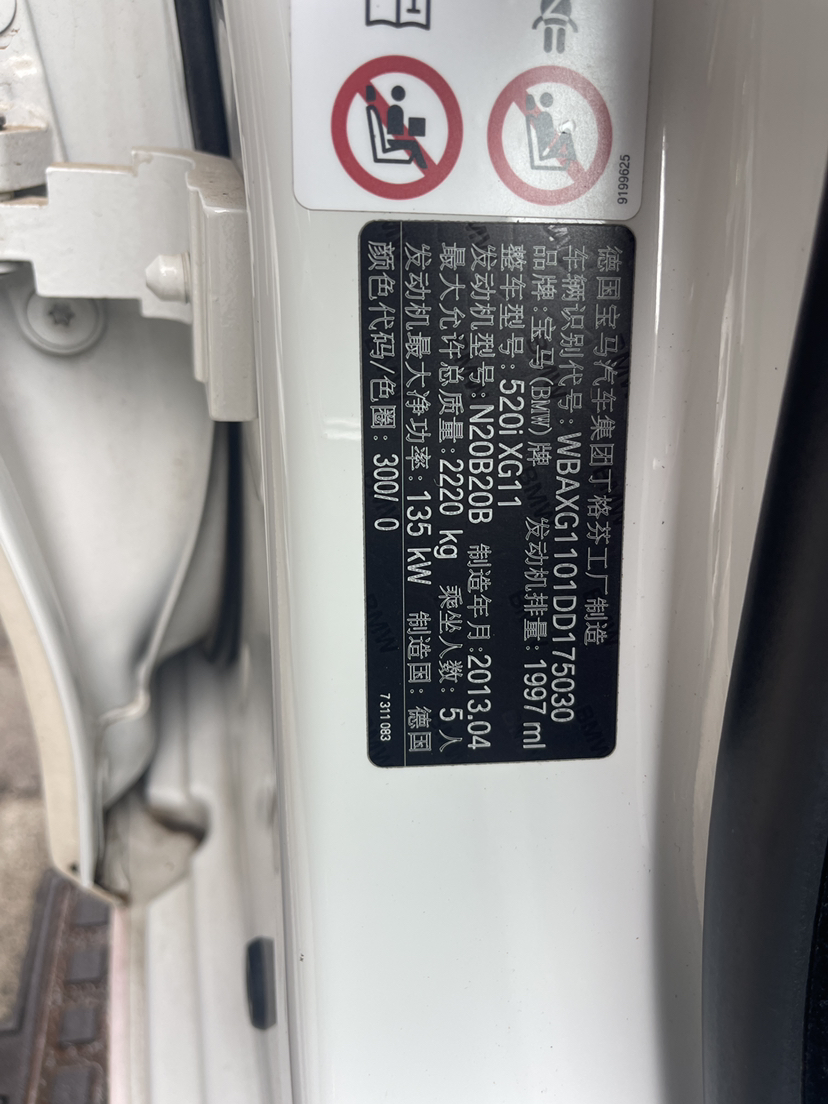 9199625
德国宝马汽车集团丁格芬工厂 制造
车辆识别代号：WBAXG1101DD175030
品牌：宝马(BMW)牌 发动机排量：1997 ml
整车型号：520i XG11
发动机型号：N20B20B 制造年月：2013.04
最大允许总质量：2220 kg 乘坐人数：5人
发动机最大净功率：135 kW 制造国：德国
颜色代码/色圈：300/ 0
7 311 083